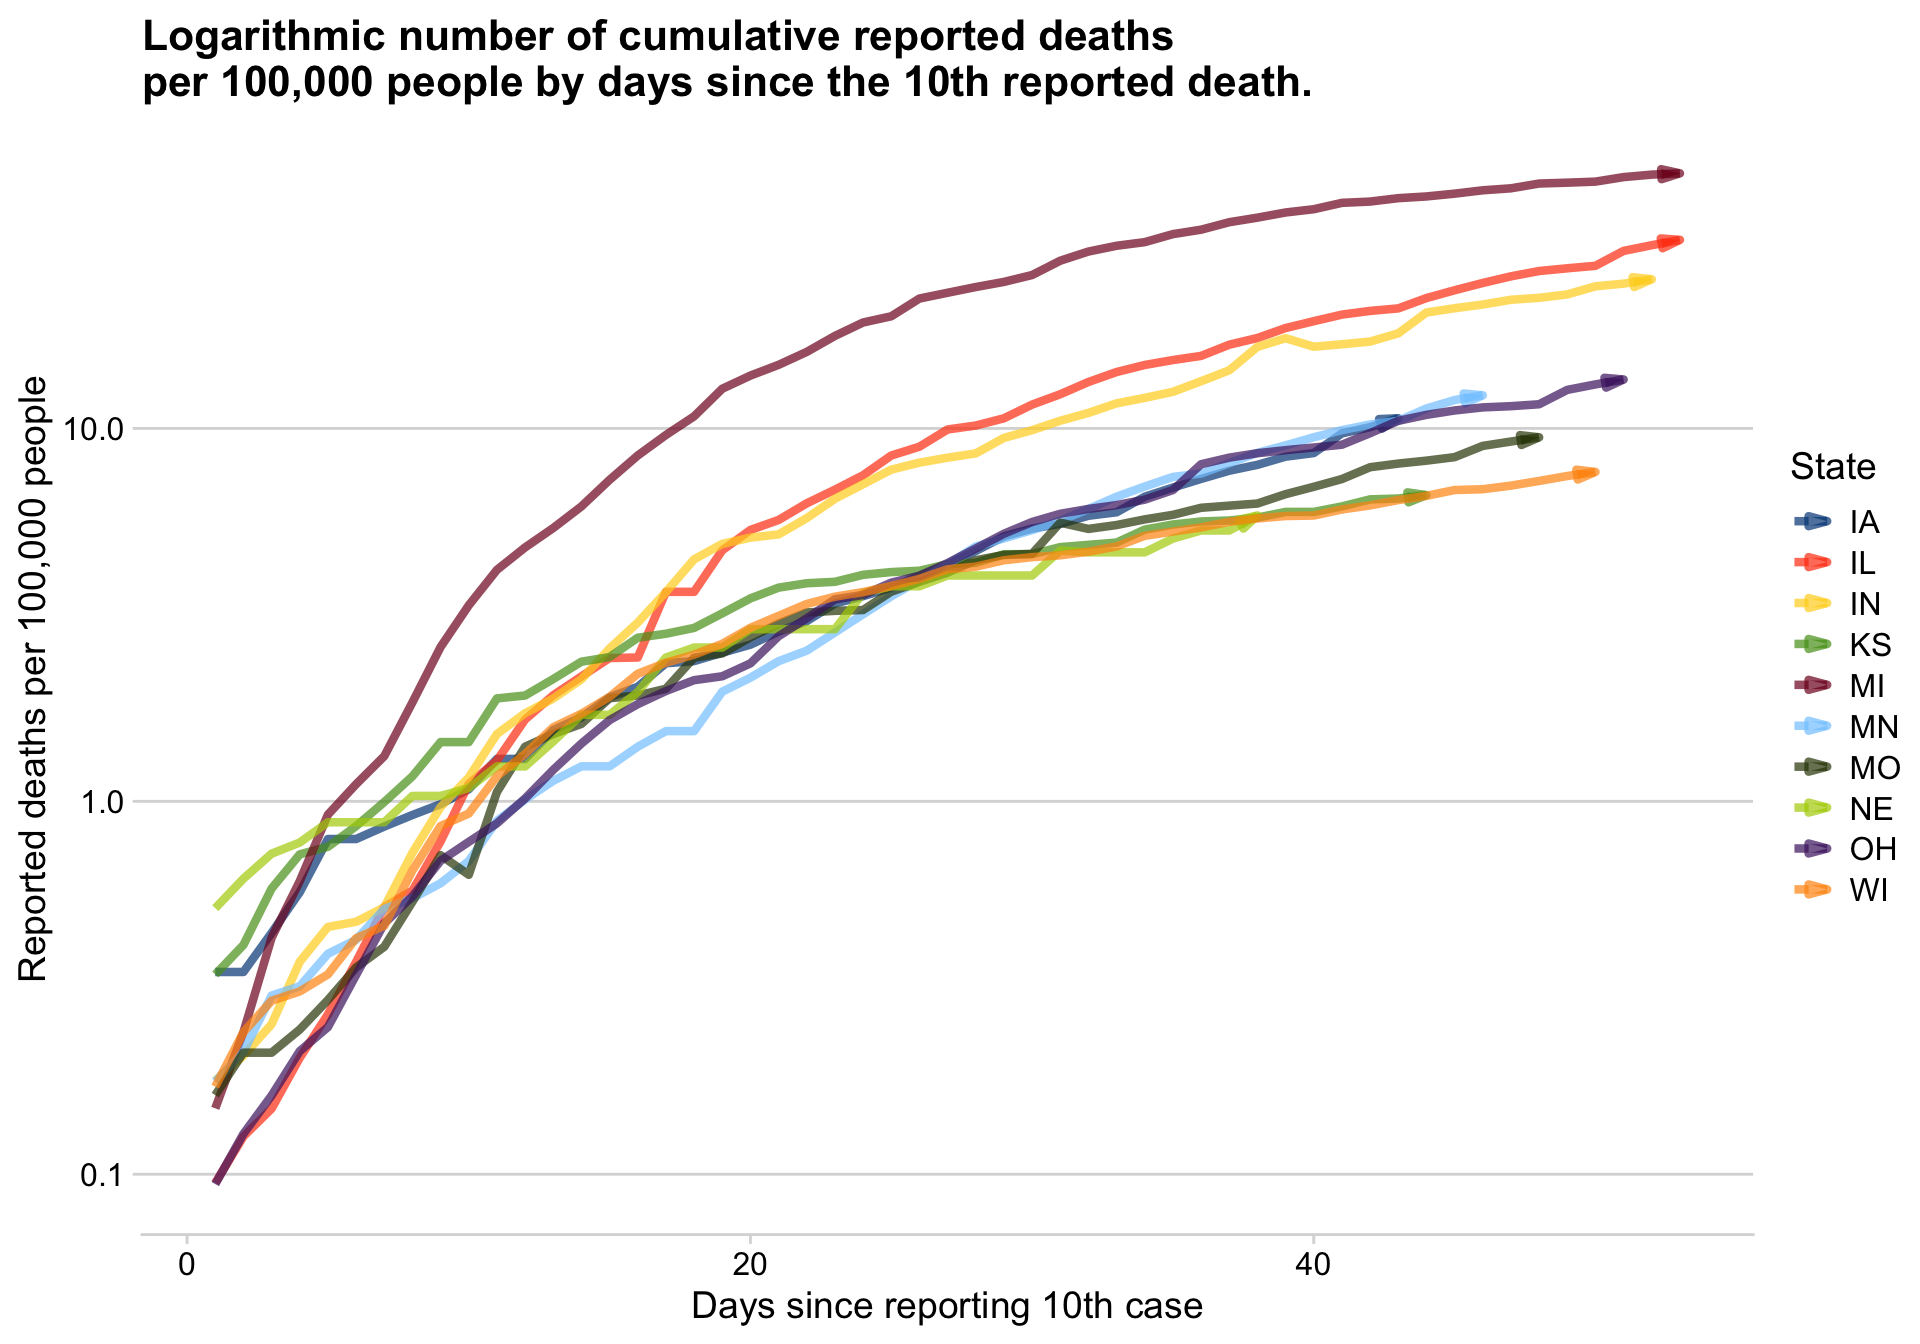 Logarithmic number of cumulative reported deaths
per 100,000 people by days since the 10th reported death.
Reported deaths per 100,000 people
10.0
1.0
0.1
0
20
40
Days since reporting 10th case
State
IA
IL
IN
KS
MI
MN
MO
NE
OH
WI